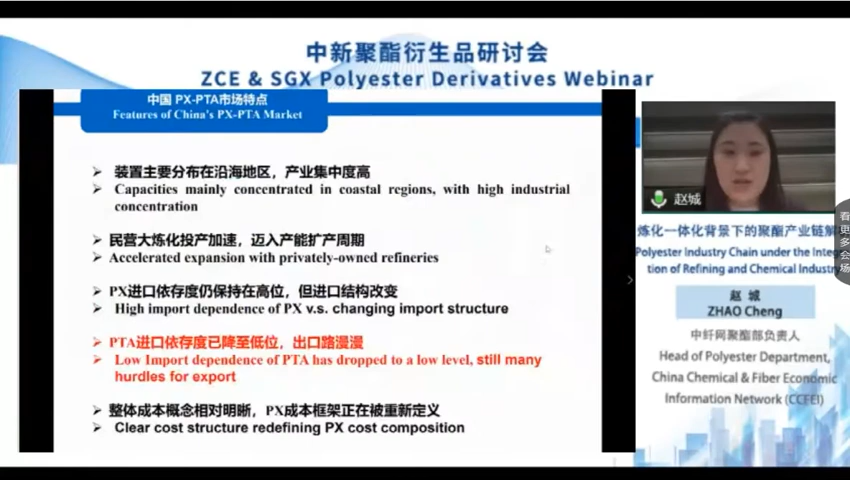 中新聚酯衍生品研讨会
ZCE & SGX Polyester Derivatives Webinar
中国 PX-PTA市场特点
Features of China's PX-PTA Market
装置主要分布在沿海地区，产业集中度高
Capacities mainly concentrated in coastal regions, with high industrial
concentration
民营大炼化投产加速，迈入产能扩产周期
Accelerated expansion with privately-owned refineries
PX进口依存度仍保持在高位，但进口结构改变
High import dependence of PX v.s. changing import structure
PTA进口依存度已降至低位，出口路漫漫
Low Import dependence of PTA has dropped to a low level, still many
hurdles for export
整体成本概念相对明晰，PX成本框架正在被重新定义
Clear cost structure redefining PX cost composition
赵城
炼化一体化背景下的聚酯产业链解
Polyester Industry Chain under the Integ
tion of Refining and Chemical Industry
赵 城
ZHAO Cheng
中纤网聚酯部负责人
Head of Polyester Department,
China Chemical & Fiber Economic
Information Network (CCFEI)
看
更
多
会
场